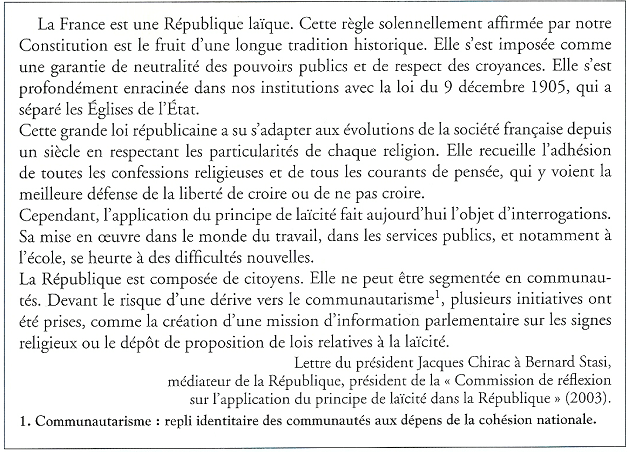 La France est une République laïque. Cette règle solennellement affirmée par notre
Constitution est le fruit d'une longue tradition historique. Elle s'est imposée comme
une garantie de neutralité des pouvoirs publics et de respect des croyances. Elle s'est
profondément enracinée dans nos institutions avec la loi du 9 décembre 1905, qui a
séparé les Églises de l'État.
Cette grande loi républicaine a su s'adapter aux évolutions de la société française depuis
un siècle en respectant les particularités de chaque religion. Elle recueille l'adhésion
de toutes les confessions religieuses et de tous les courants de pensée, qui y voient la
meilleure défense de la liberté de croire ou de ne pas croire.
Cependant, l'application du principe de laïcité fait aujourd'hui l'objet d'interrogations.
Sa mise en œuvre dans le monde du travail, dans les services publics, et notamment à
l'école, se heurte à des difficultés nouvelles.
La République est composée de citoyens. Elle ne peut être segmentée en communau-
tés. Devant le risque d'une dérive vers le communautarisme¹, plusieurs initiatives ont
été prises, comme la création d'une mission d'information parlementaire sur les signes
religieux ou le dépôt de proposition de lois relatives à la laïcité.
Lettre du président Jacques Chirac à Bernard Stasi,
médiateur de la République, président de la « Commission de réflexion
sur l'application du principe de laïcité dans la République » (2003).
1. Communautarisme : repli identitaire des communautés aux dépens de la cohésion nationale.